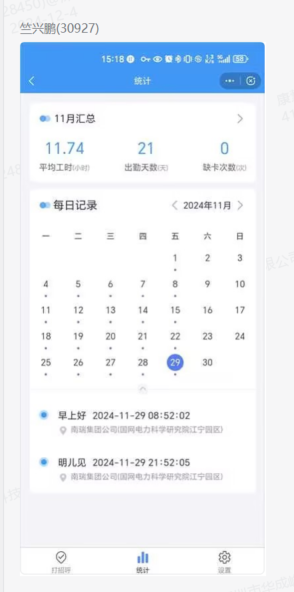 竺兴鹏(30927)
15:18
统计
11月汇总
11.74 21 0
平均工时(小时) 出勤天数(天) 缺卡次数(次)
每日记录 2024年11月
一 二 三 四 五 六 日
1 2 3
4 5 6 7 8 9 10
11 12 13 14 15 16 17
18 19 20 21 22 23 24
25 26 27 28 29 30
早上好 2024-11-29 08:52:02
南瑞集团公司(国网电力科学研究院江宁园区)
明儿见 2024-11-29 21:52:05
南瑞集团公司(国网电力科学研究院江宁园区)
打招呼 统计 设置